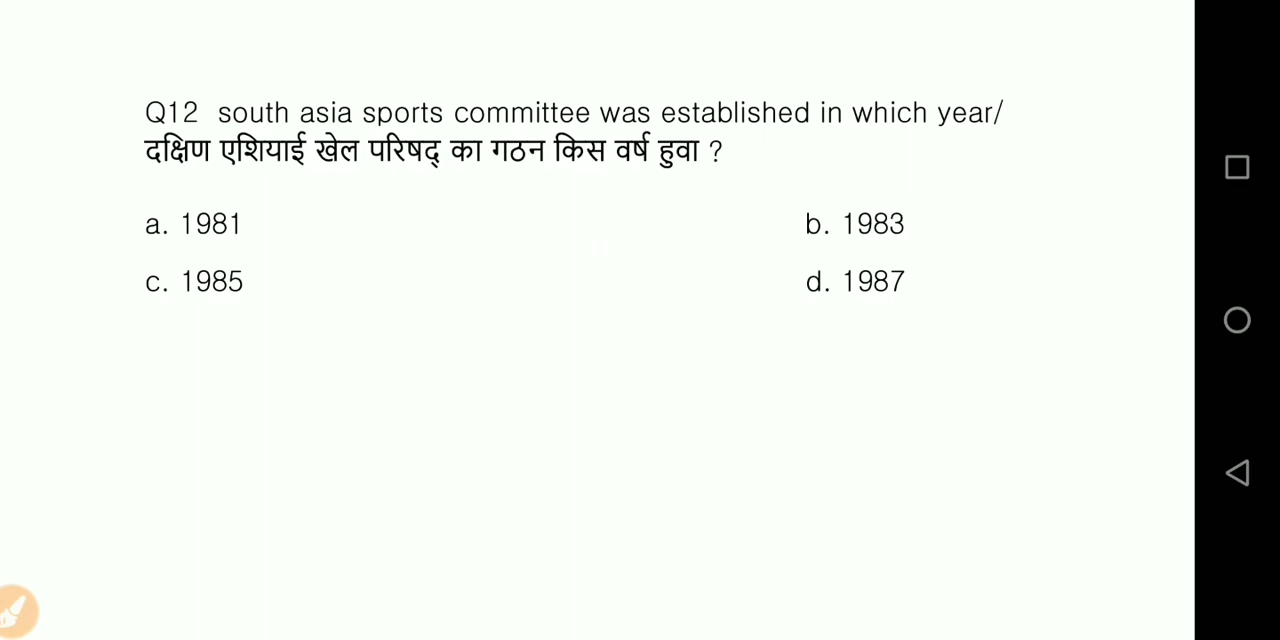 Q12 south asia sports committee was established in which year/
दक्षिण एशियाई खेल परिषद् का गठन किस वर्ष हुवा ?
a. 1981 b. 1983
c. 1985 d. 1987